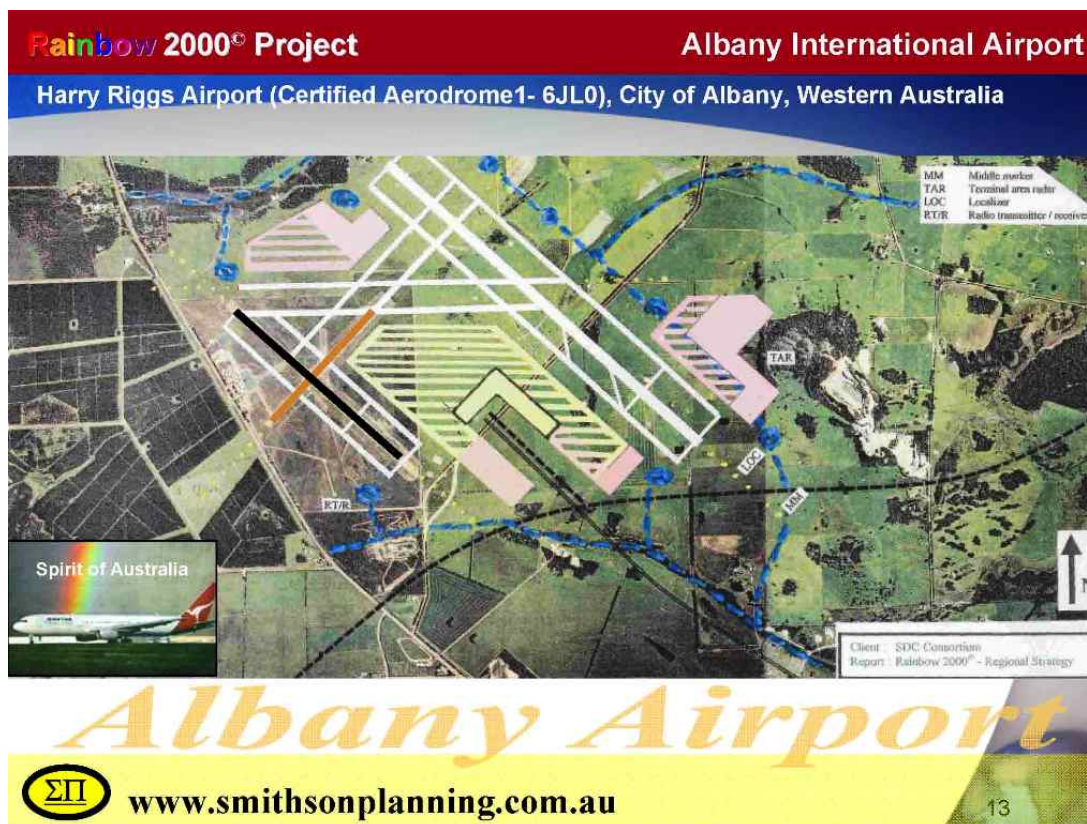 Rainbow 2000© Project
Albany International Airport
Harry Riggs Airport (Certified Aerodrome1- 6JL0), City of Albany, Western Australia
MM Middle marker
TAR Terminal area radar
LOC Localizer
RT/R Radio transmitter / receive
TAR
LOC
RT/R
MM
Spirit of Australia
N
Client : SDC Consortium
Report : Rainbow 2000© - Regional Strategy
Albany Airport
ΣΠ
www.smithsonplanning.com.au
13